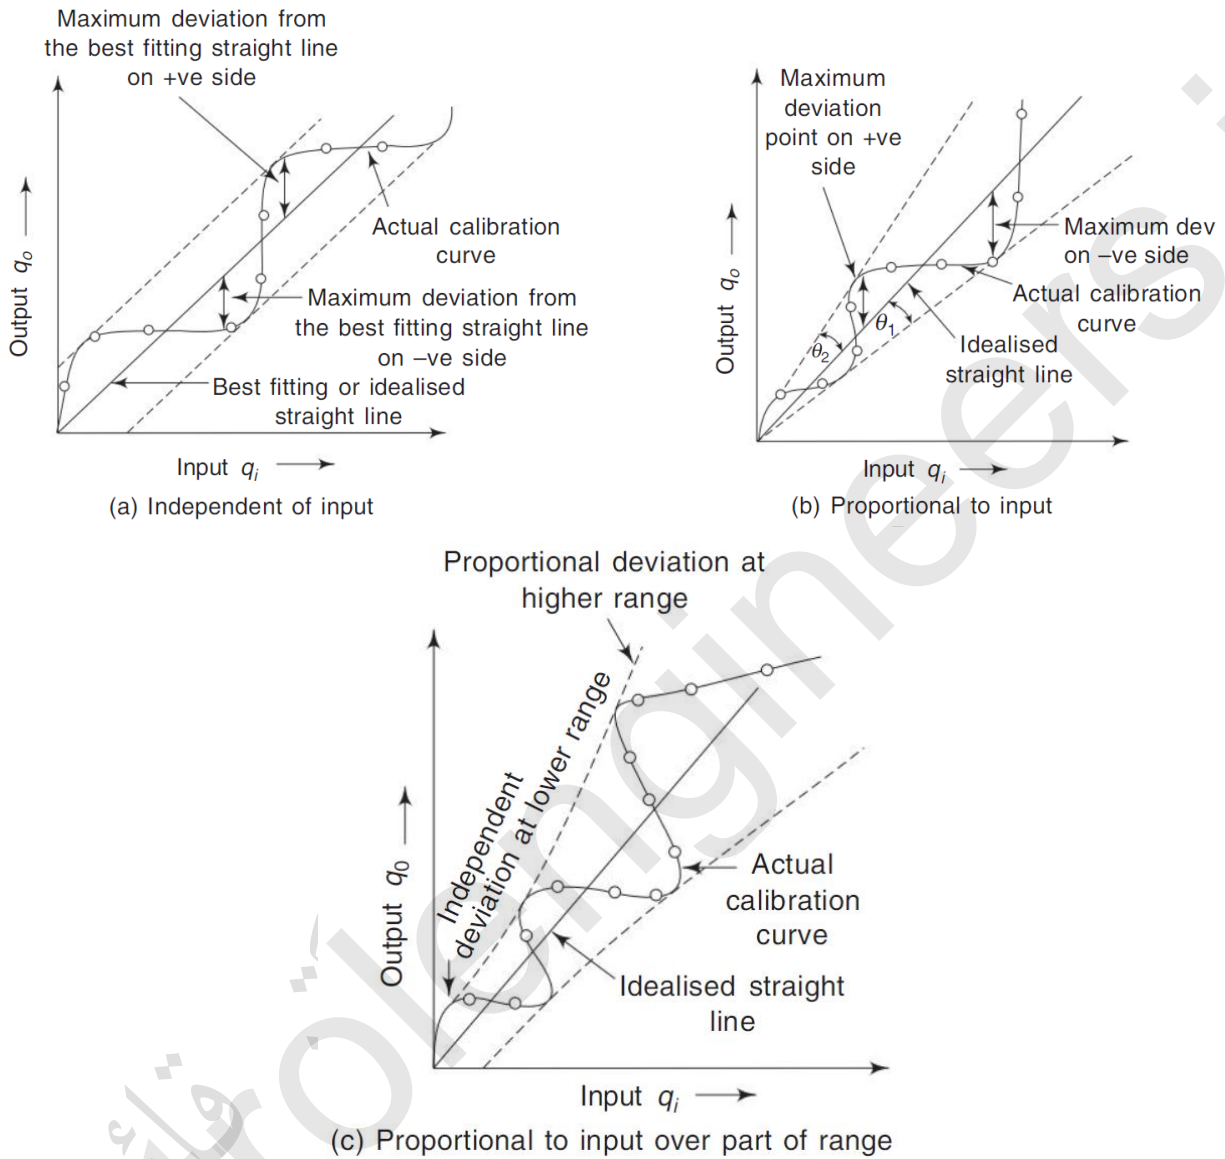 Maximum deviation from
the best fitting straight line
on +ve side
Output qo
Actual calibration
curve
Maximum deviation from
the best fitting straight line
on –ve side
Best fitting or idealised
straight line
Input qi
(a) Independent of input
Maximum
deviation
point on +ve
side
Output qo
Maximum dev
on –ve side
Actual calibration
curve
θ1
θ2
Idealised
straight line
Input qi
(b) Proportional to input
Proportional deviation at
higher range
Independent
deviation at lower range
Output q0
Actual
calibration
curve
Idealised straight
line
Input qi
(c) Proportional to input over part of range